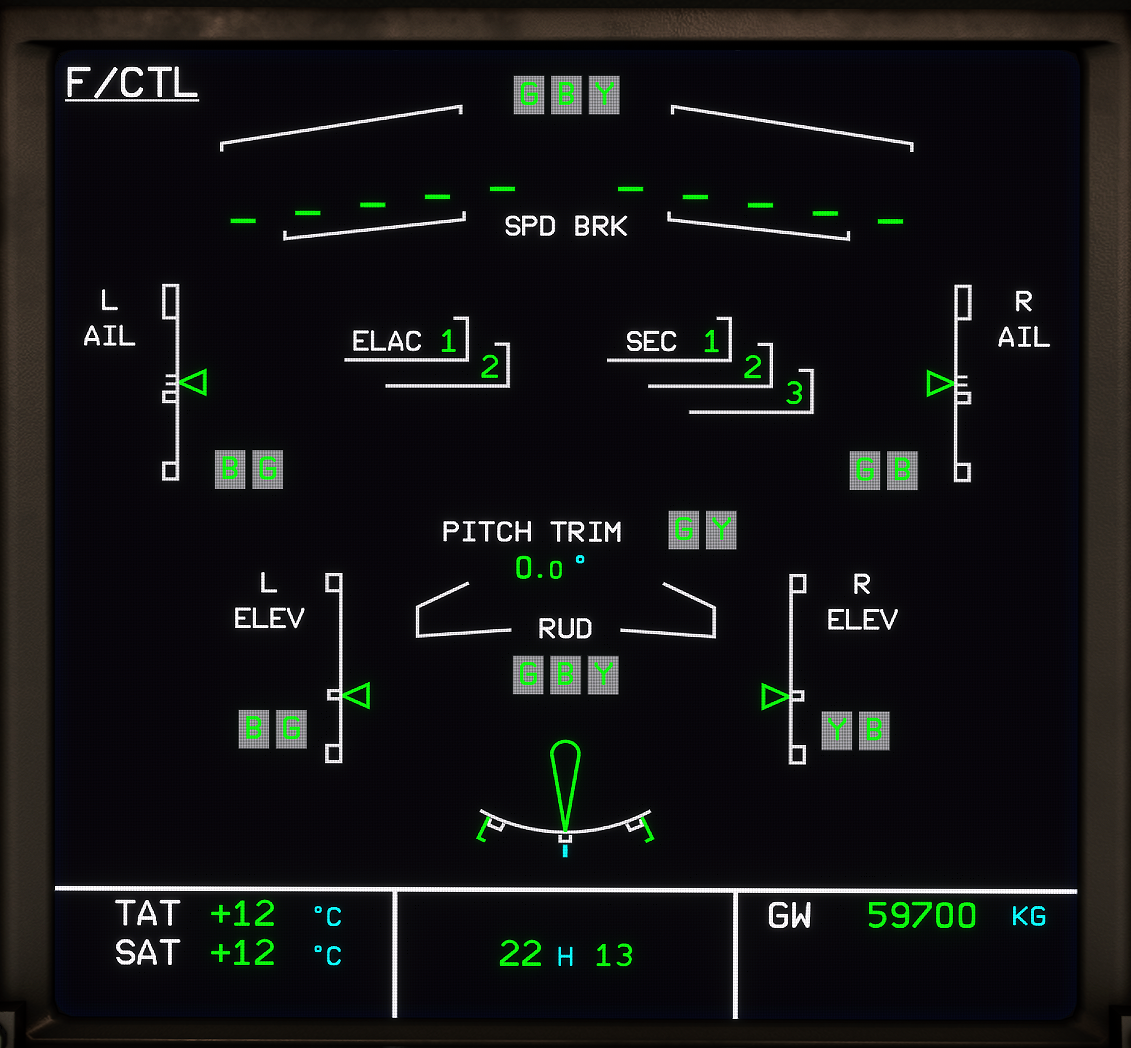 F/CTL
G B Y
SPD BRK
L
AIL
ELAC 1
2
SEC 1
2
3
R
AIL
B G
G B
PITCH TRIM
G Y
0.0 °
L
ELEV
RUD
R
ELEV
G B Y
B G
Y B
TAT +12 °C
SAT +12 °C
22 H 13
GW 59700 KG